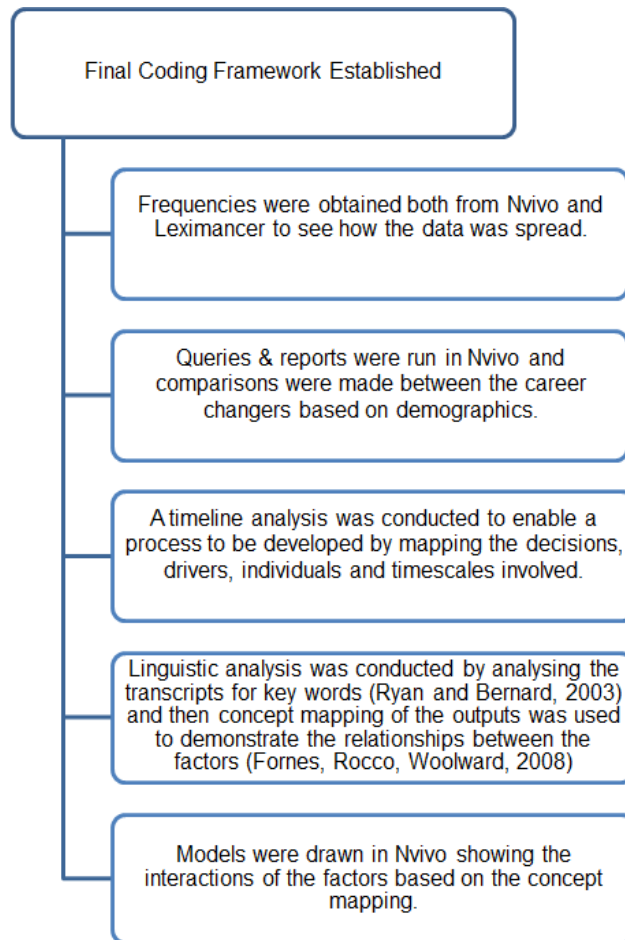 Final Coding Framework Established
Frequencies were obtained both from Nvivo and
Leximancer to see how the data was spread.
Queries & reports were run in Nvivo and
comparisons were made between the career
changers based on demographics.
A timeline analysis was conducted to enable a
process to be developed by mapping the decisions,
drivers, individuals and timescales involved.
Linguistic analysis was conducted by analysing the
transcripts for key words (Ryan and Bernard, 2003)
and then concept mapping of the outputs was used
to demonstrate the relationships between the
factors (Fornes, Rocco, Woolward, 2008)
Models were drawn in Nvivo showing the
interactions of the factors based on the concept
mapping.